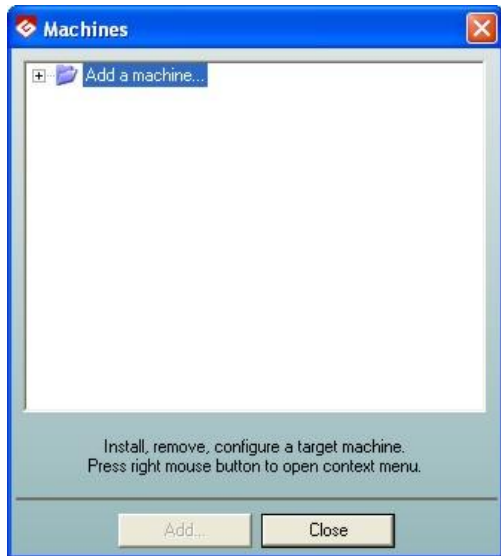 Machines
Add a machine...
Install, remove, configure a target machine.
Press right mouse button to open context menu.
Add...
Close